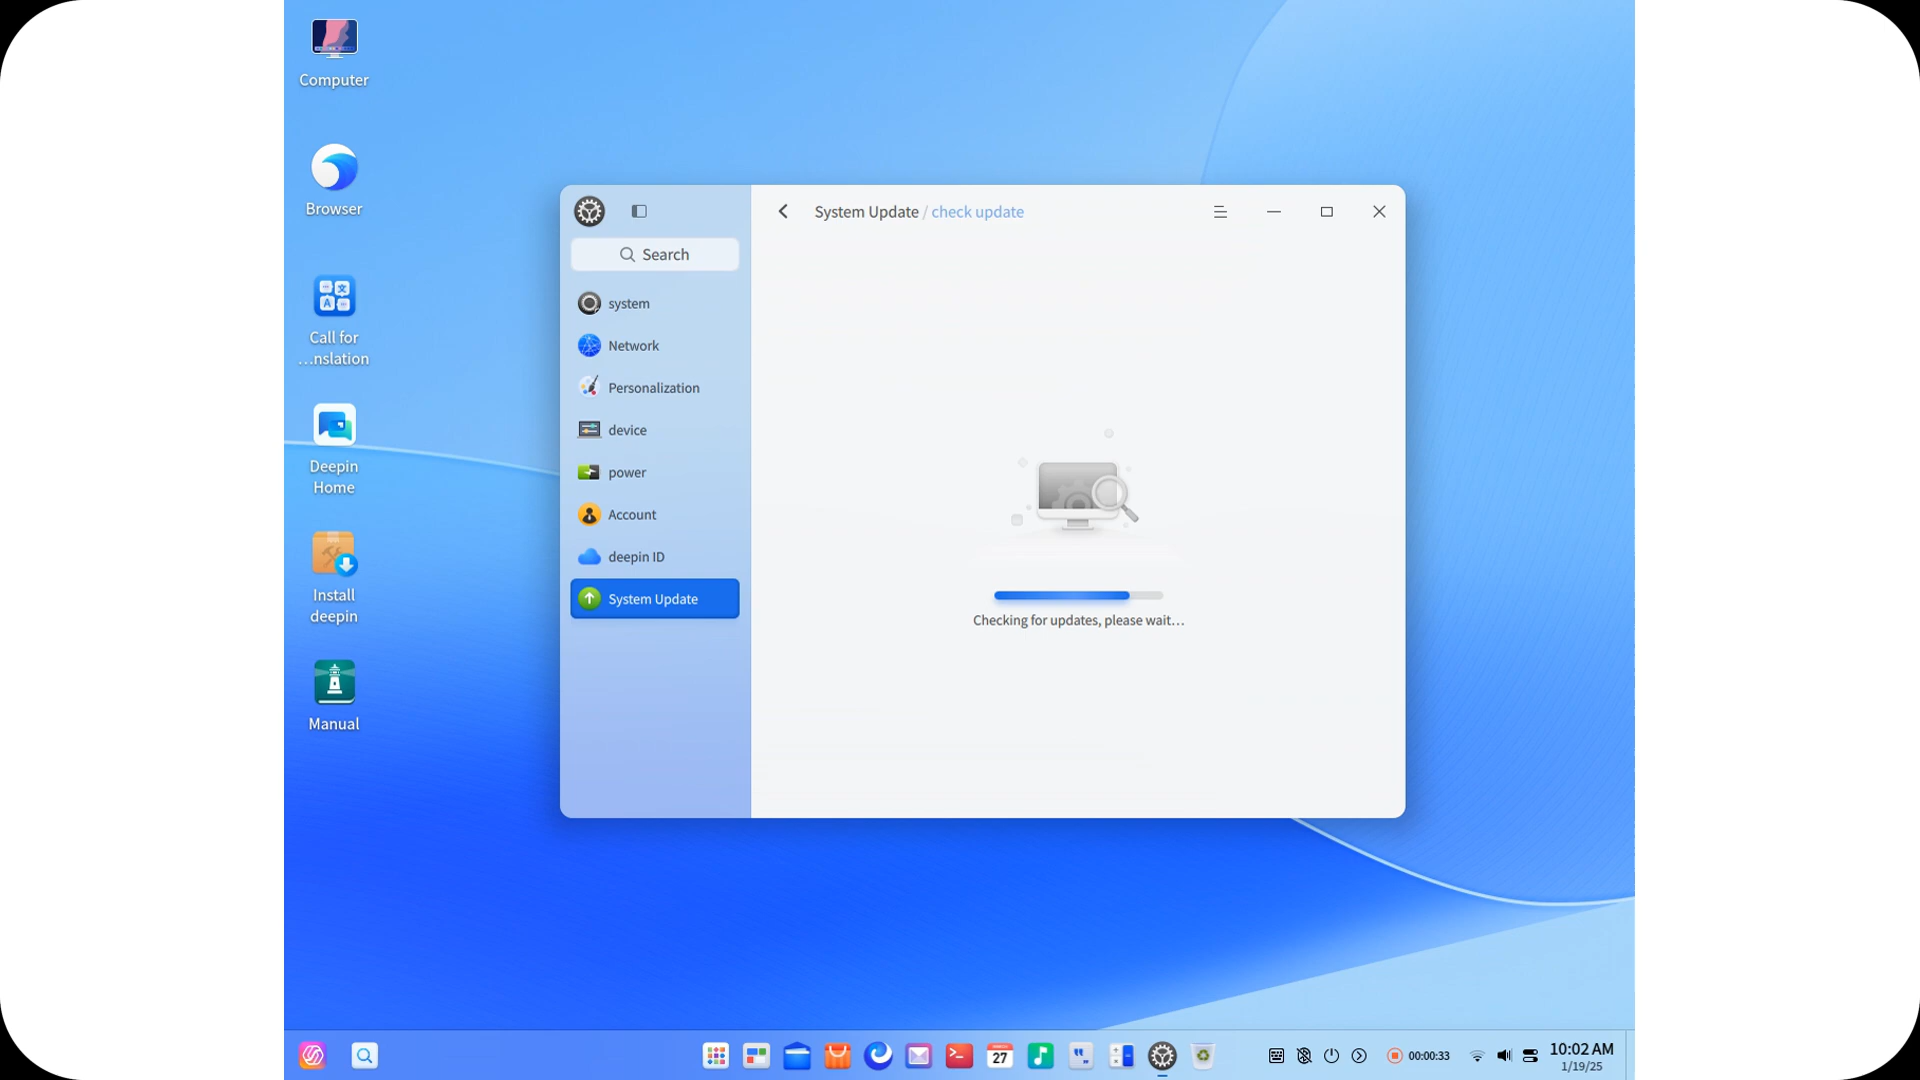 Computer
Browser
Call for
...nslation
Deepin
Home
Install
deepin
Manual
System Update / check update
Search
system
Network
Personalization
device
power
Account
deepin ID
System Update
Checking for updates, please wait...
27
00:00:33
10:02 AM
1/19/25